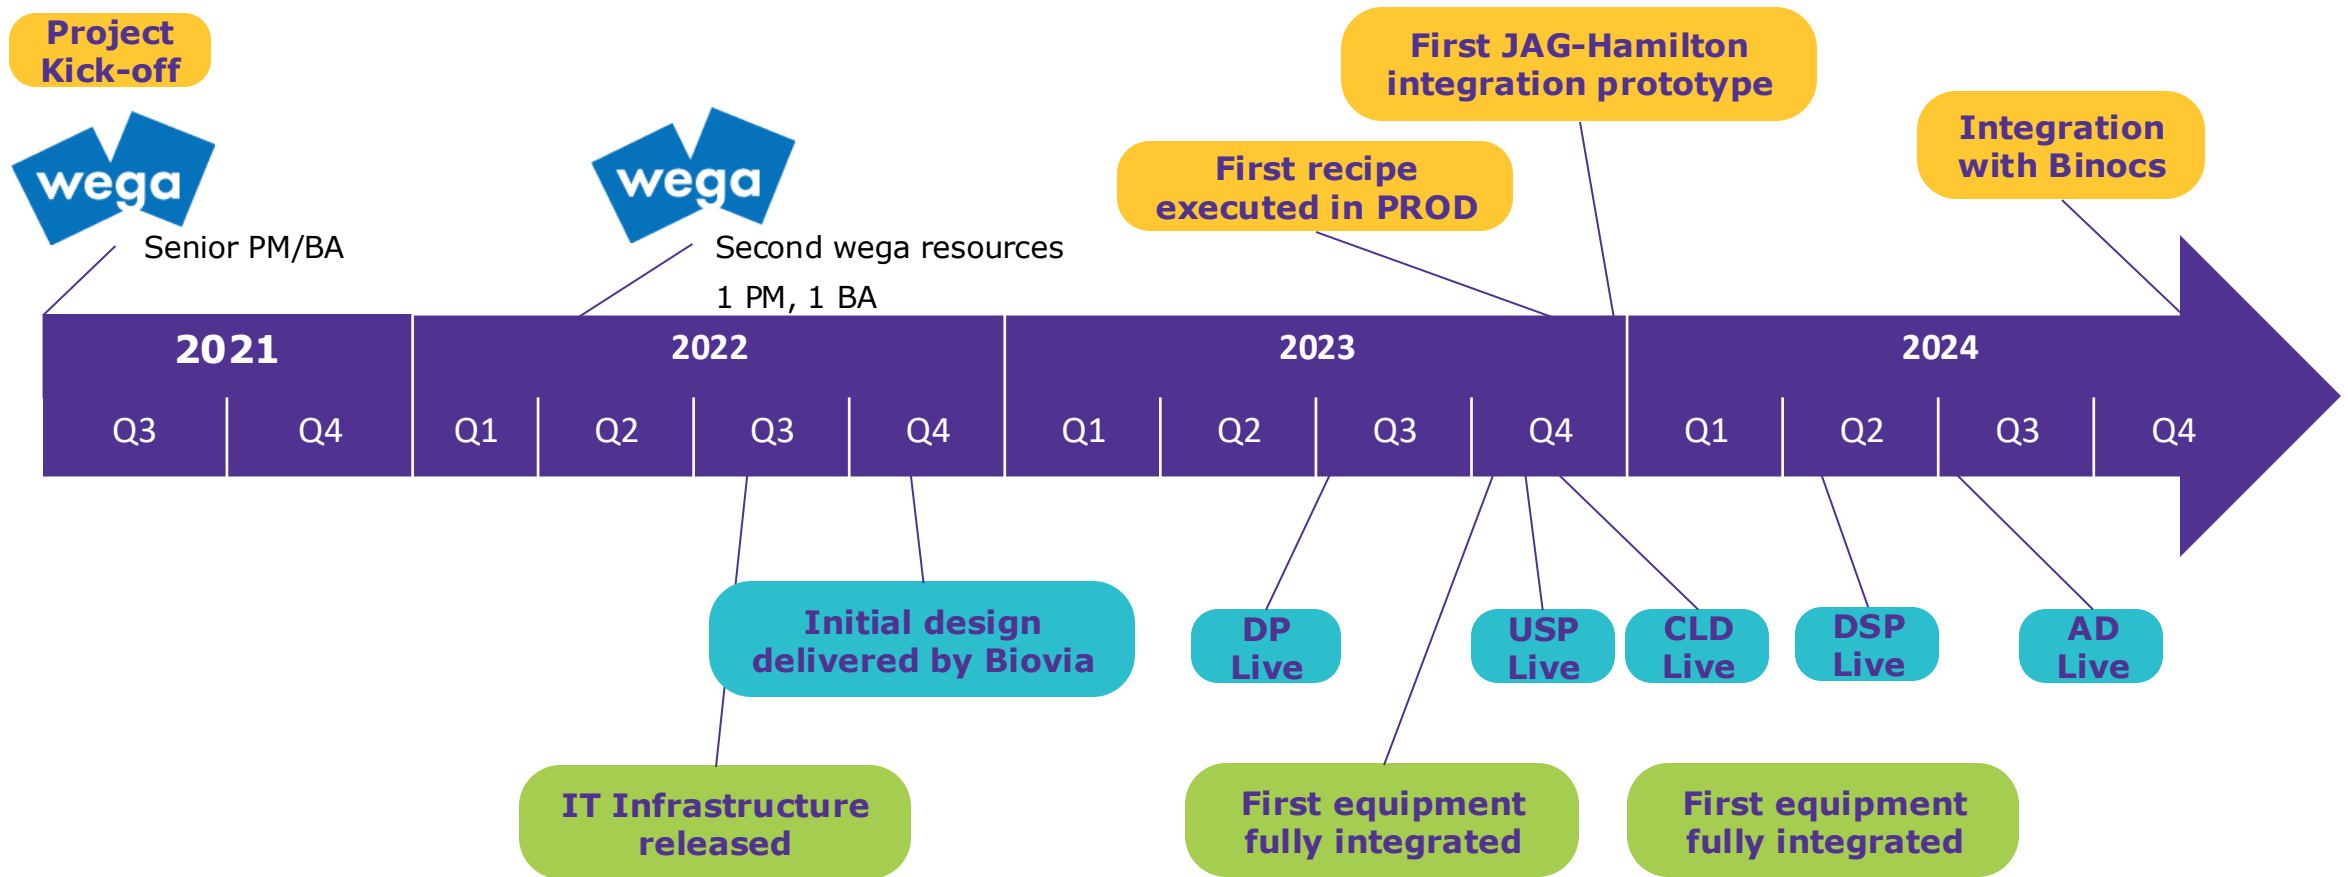 Project
Kick-off
First JAG-Hamilton
integration prototype
Integration
with Binocs
First recipe
executed in PROD
wega
wega
Senior PM/BA
Second wega resources
1 PM, 1 BA
2021
2022
2023
2024
Q3
Q4
Q1
Q2
Q3
Q4
Q1
Q2
Q3
Q4
Q1
Q2
Q3
Q4
Initial design
delivered by Biovia
DP
Live
USP
Live
CLD
Live
DSP
Live
AD
Live
IT Infrastructure
released
First equipment
fully integrated
First equipment
fully integrated